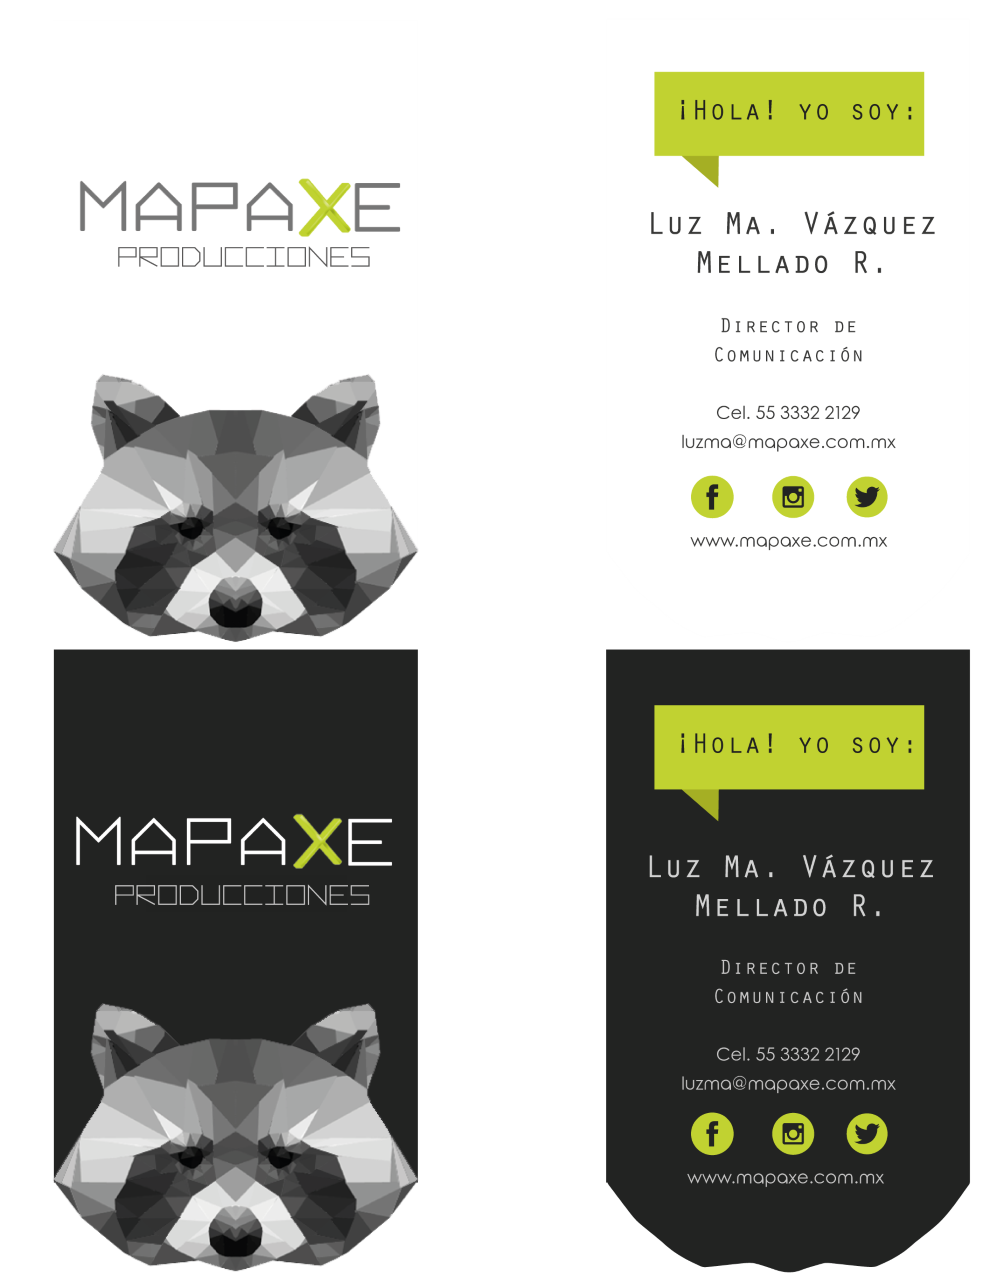 MAPAXE
PRODUCCIONES
¡Hola! yo soy:
Luz Ma. Vázquez
Mellado R.
Director de
Comunicación
Cel. 55 3332 2129
luzma@mapaxe.com.mx
www.mapaxe.com.mx
MAPAXE
PRODUCCIONES
¡Hola! yo soy:
Luz Ma. Vázquez
Mellado R.
Director de
Comunicación
Cel. 55 3332 2129
luzma@mapaxe.com.mx
www.mapaxe.com.mx